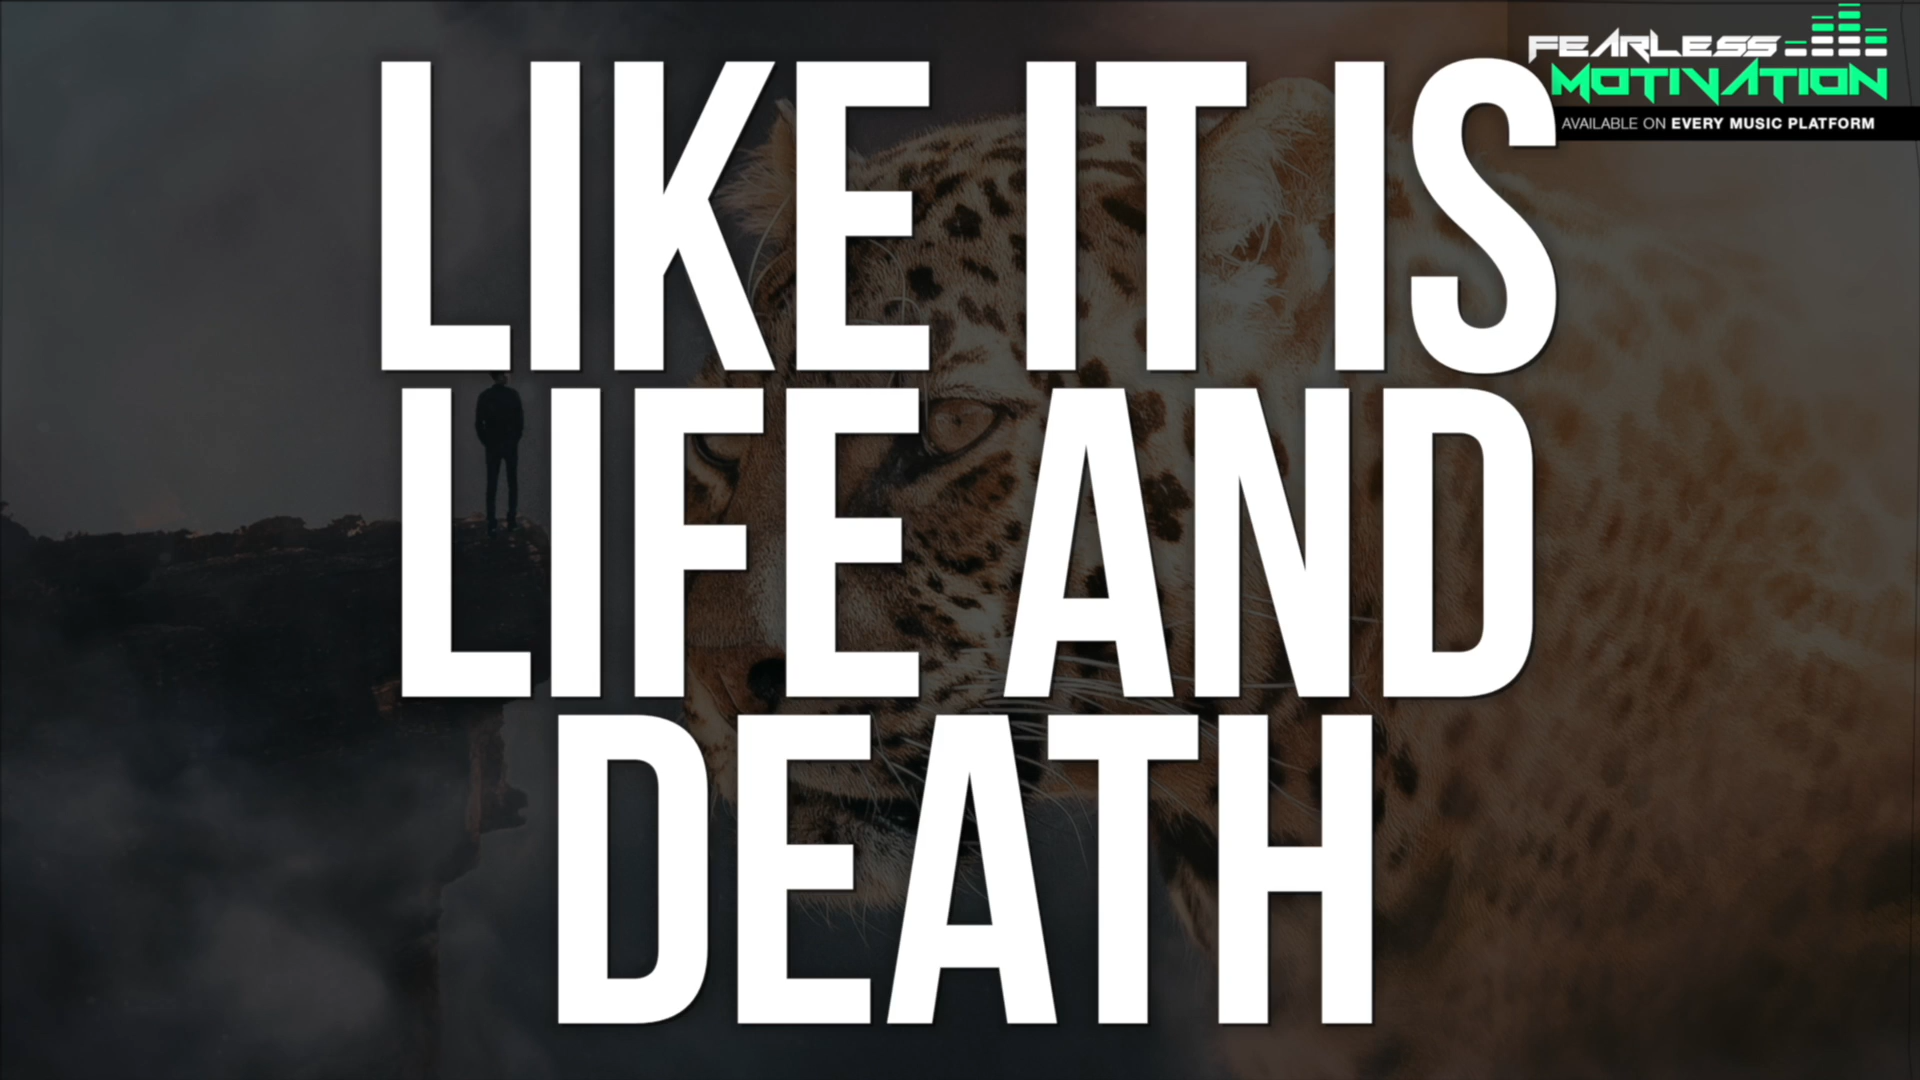 FEARLESS
MOTIVATION
AVAILABLE ON EVERY MUSIC PLATFORM
LIKE IT IS
LIFE AND
DEATH